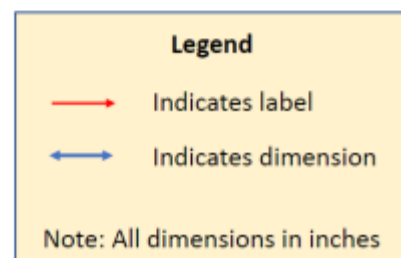 Legend
Indicates label
Indicates dimension
Note: All dimensions in inches